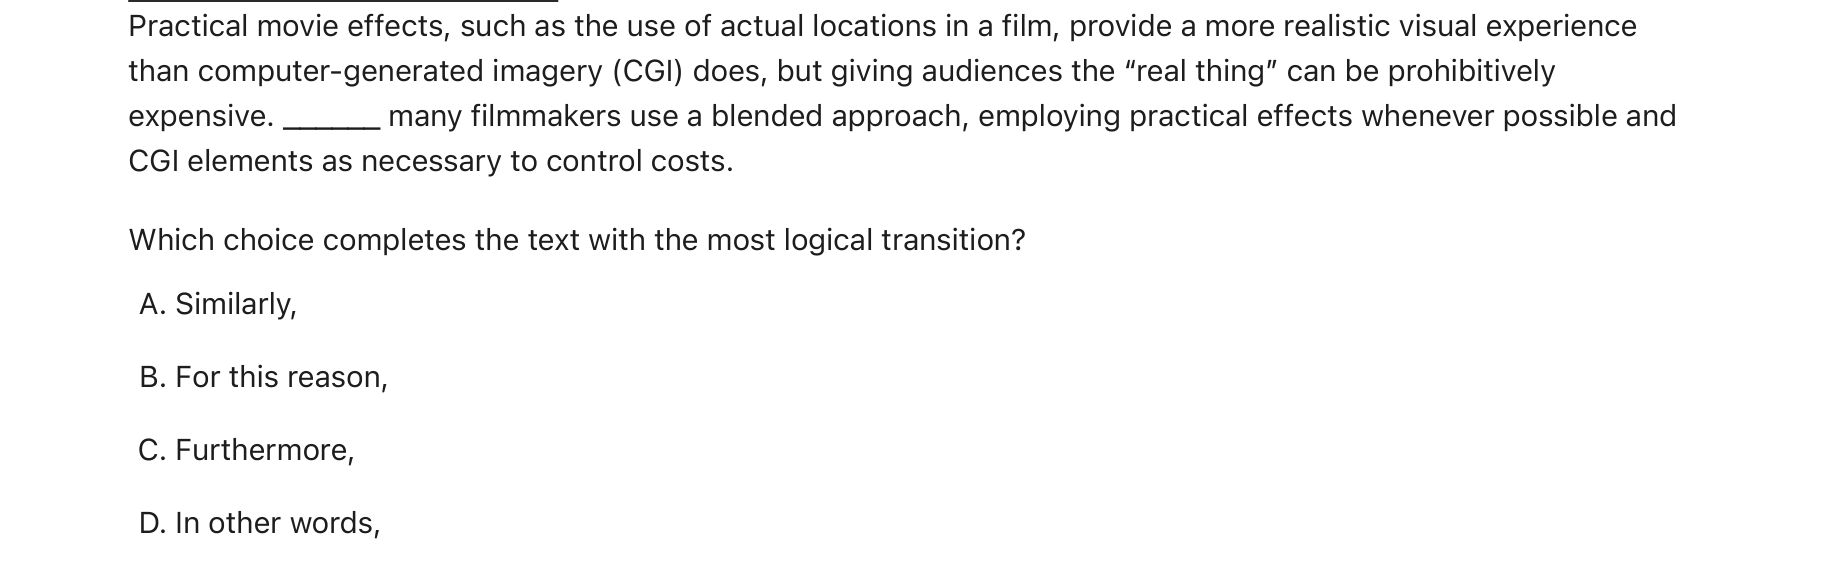 Practical movie effects, such as the use of actual locations in a film, provide a more realistic visual experience
than computer-generated imagery (CGI) does, but giving audiences the “real thing” can be prohibitively
expensive. ______ many filmmakers use a blended approach, employing practical effects whenever possible and
CGI elements as necessary to control costs.
Which choice completes the text with the most logical transition?
A. Similarly,
B. For this reason,
C. Furthermore,
D. In other words,